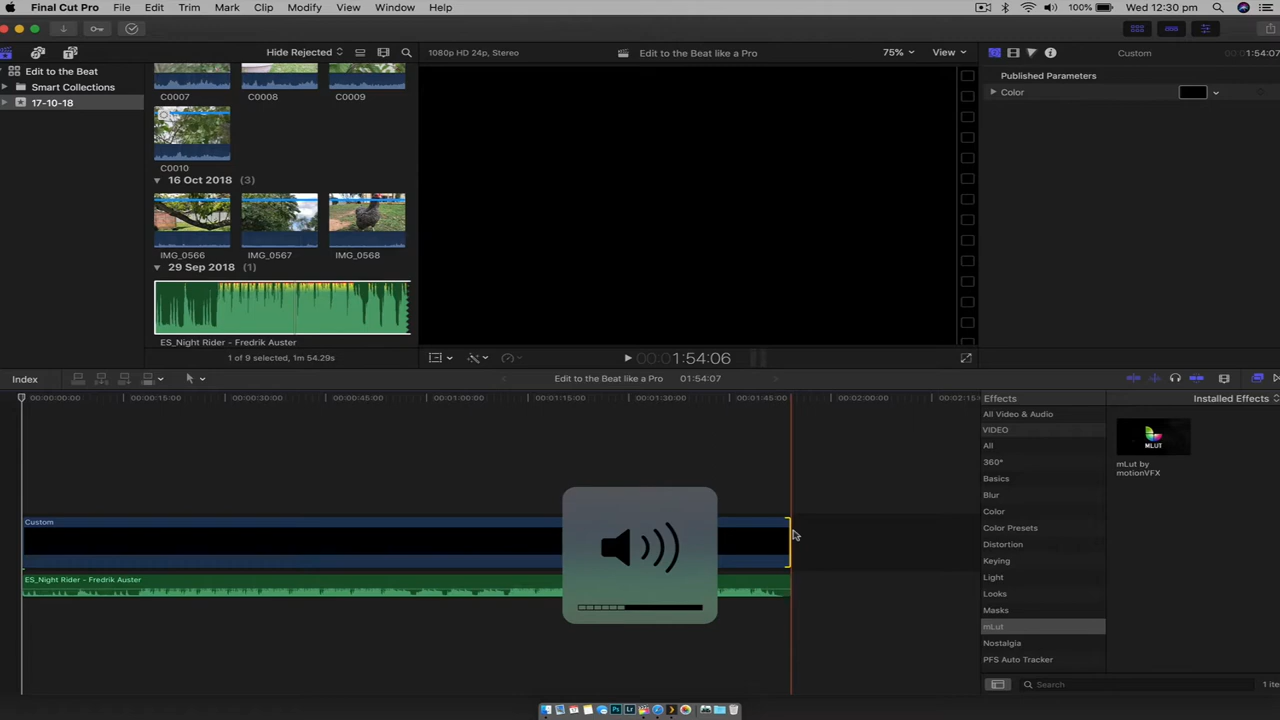 Final Cut Pro File Edit Trim Mark Clip Modify View Window Help 100% Wed 12:30 pm
Hide Rejected 1080p HD 24p, Stereo Edit to the Beat like a Pro 75% View Custom 1:54:07
Edit to the Beat
Smart Collections
17-10-18
C0007 C0008 C0009
C0010
16 Oct 2018 (3)
IMG_0566 IMG_0567 IMG_0568
29 Sep 2018 (1)
ES_Night Rider - Fredrik Auster
1 of 9 selected, 1m 54.29s
00:00:01:54:06
Published Parameters
Color
Index Edit to the Beat like a Pro 01:54:07
00:00:00:00 00:00:15:00 00:00:30:00 00:00:45:00 00:01:00:00 00:01:15:00 00:01:30:00 00:01:45:00 00:02:00:00 00:02:15:
Custom
ES_Night Rider - Fredrik Auster
Effects Installed Effects
All Video & Audio
VIDEO
All
360°
Basics
Blur
Color
Color Presets
Distortion
Keying
Light
Looks
Masks
mLut
Nostalgia
PFS Auto Tracker
MLUT
mLut by
motionVFX
Search 1 ite